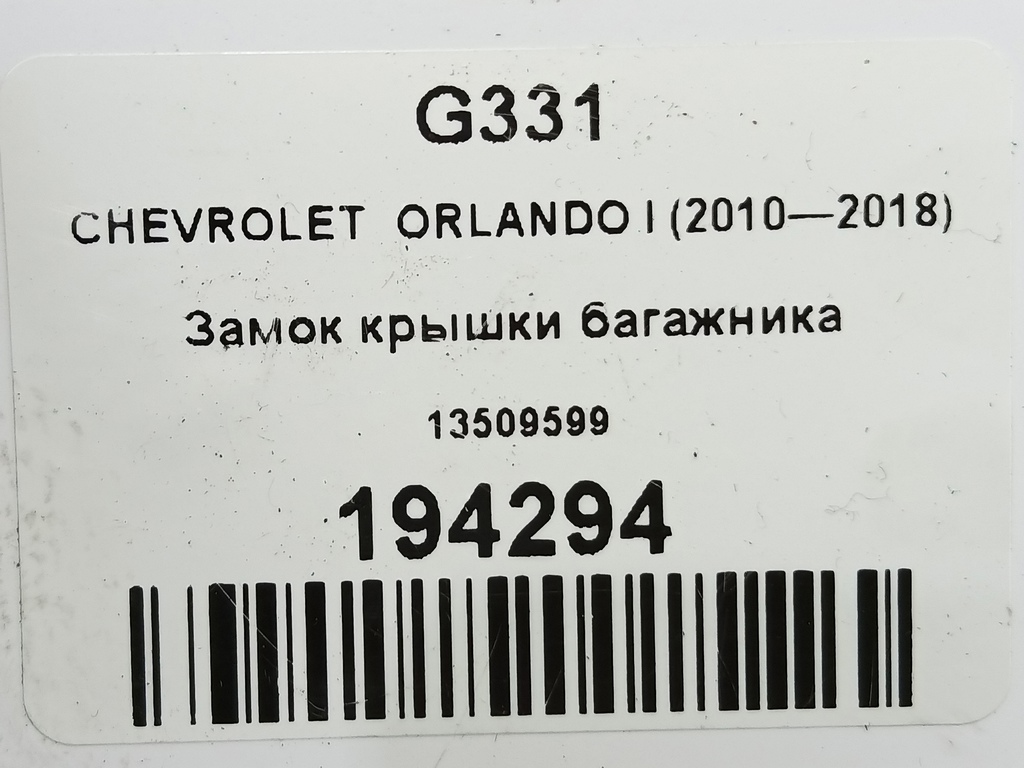 G331
CHEVROLET ORLANDO I (2010—2018)
Замок крышки багажника
13509599
194294